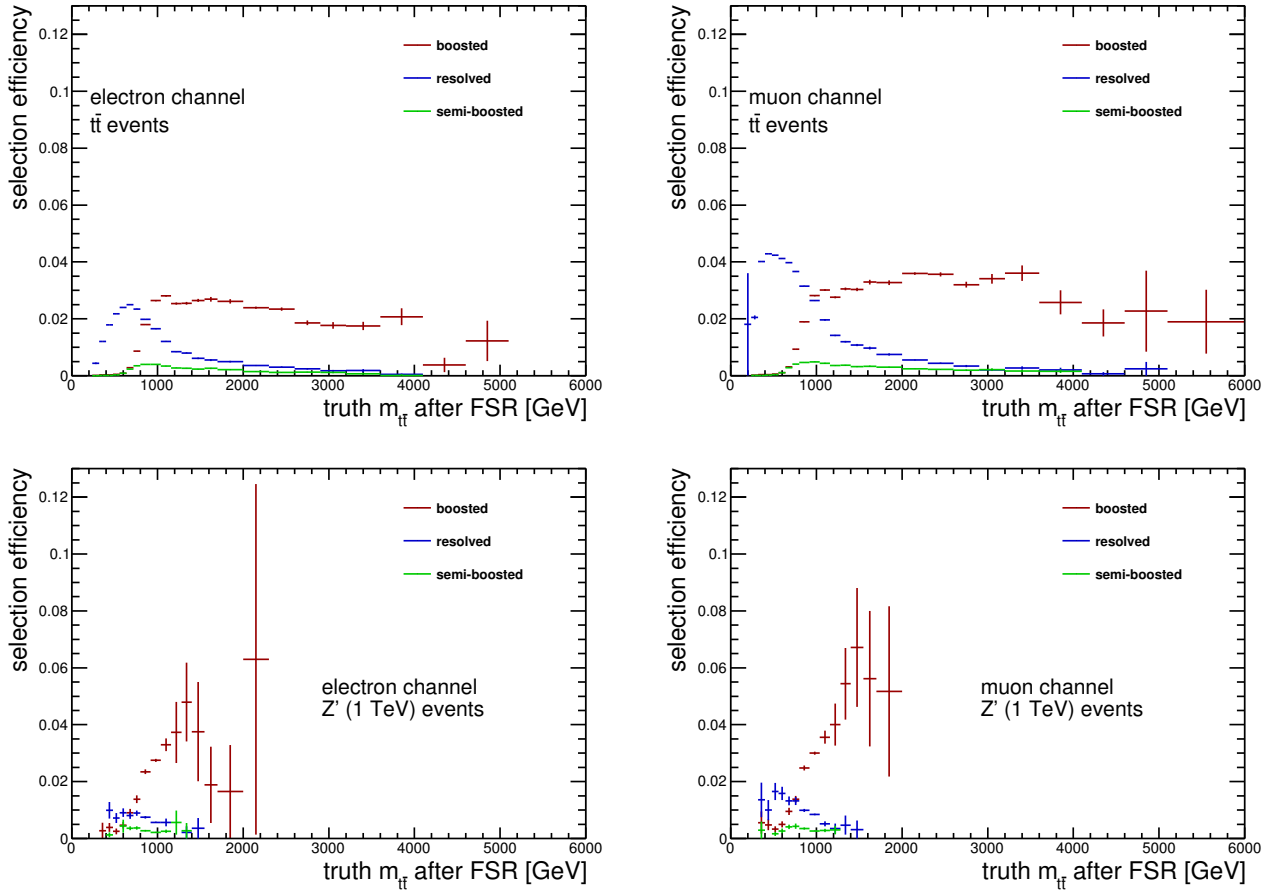 selection efficiency
0.12
0.1
0.08
0.06
0.04
0.02
0
boosted
resolved
semi-boosted
electron channel
tt̄ events
0 1000 2000 3000 4000 5000 6000
truth m_tt̄ after FSR [GeV]
selection efficiency
0.12
0.1
0.08
0.06
0.04
0.02
0
boosted
resolved
semi-boosted
muon channel
tt̄ events
0 1000 2000 3000 4000 5000 6000
truth m_tt̄ after FSR [GeV]
selection efficiency
0.12
0.1
0.08
0.06
0.04
0.02
0
boosted
resolved
semi-boosted
electron channel
Z' (1 TeV) events
0 1000 2000 3000 4000 5000 6000
truth m_tt̄ after FSR [GeV]
selection efficiency
0.12
0.1
0.08
0.06
0.04
0.02
0
boosted
resolved
semi-boosted
muon channel
Z' (1 TeV) events
0 1000 2000 3000 4000 5000 6000
truth m_tt̄ after FSR [GeV]